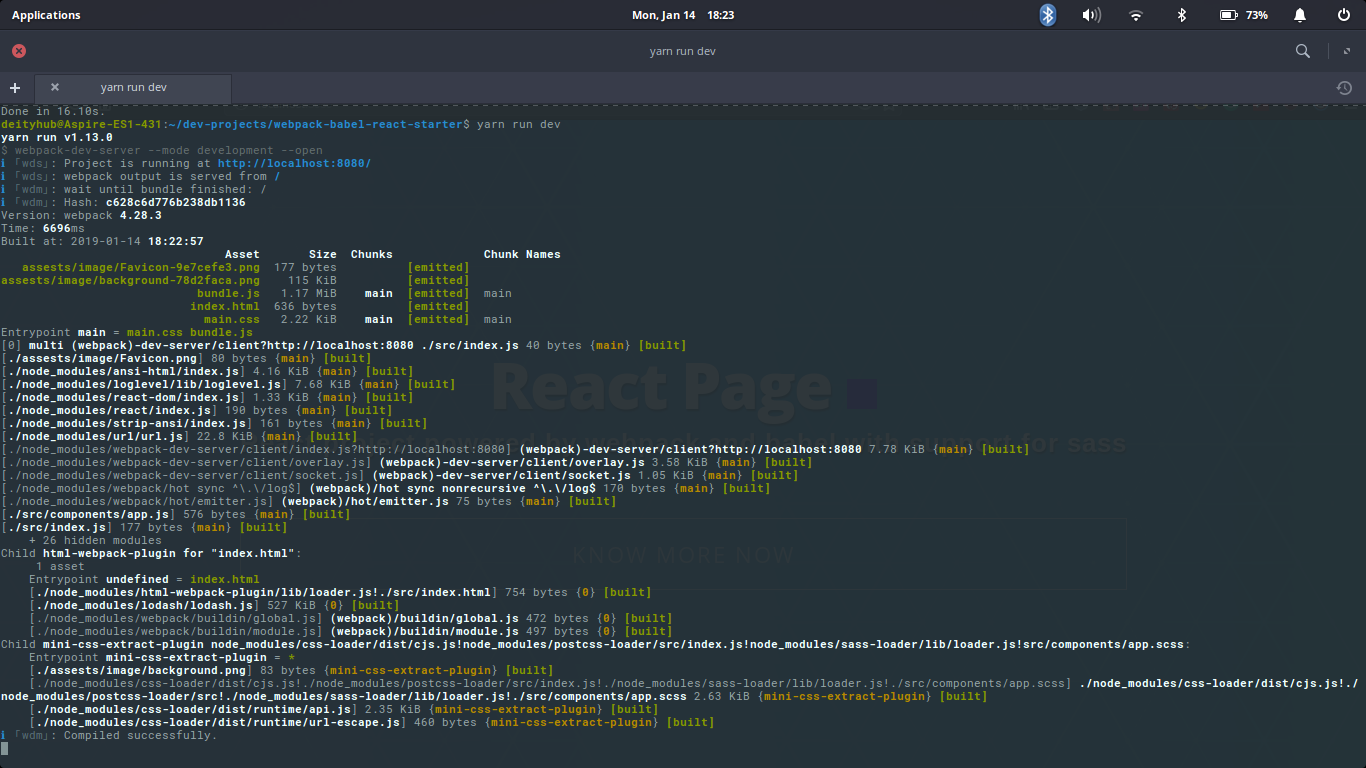 Applications
Mon, Jan 14 18:23
73%
yarn run dev
yarn run dev
Done in 16.10s.
deityhub@Aspire-ES1-431:~/dev-projects/webpack-babel-react-starter$ yarn run dev
yarn run v1.13.0
$ webpack-dev-server --mode development --open
ℹ 「wds」: Project is running at http://localhost:8080/
ℹ 「wds」: webpack output is served from /
ℹ 「wdm」: wait until bundle finished: /
ℹ 「wdm」: Hash: c628c6d776b238db1136
Version: webpack 4.28.3
Time: 6696ms
Built at: 2019-01-14 18:22:57
Asset Size Chunks Chunk Names
assests/image/Favicon-9e7cefe3.png 177 bytes [emitted]
assests/image/background-78d2faca.png 115 KiB [emitted]
bundle.js 1.17 MiB main [emitted] main
index.html 636 bytes [emitted]
main.css 2.22 KiB main [emitted] main
Entrypoint main = main.css bundle.js
[0] multi (webpack)-dev-server/client?http://localhost:8080 ./src/index.js 40 bytes {main} [built]
[./assests/image/Favicon.png] 80 bytes {main} [built]
[./node_modules/ansi-html/index.js] 4.16 KiB {main} [built]
[./node_modules/loglevel/lib/loglevel.js] 7.68 KiB {main} [built]
[./node_modules/react-dom/index.js] 1.33 KiB {main} [built]
[./node_modules/react/index.js] 190 bytes {main} [built]
[./node_modules/strip-ansi/index.js] 161 bytes {main} [built]
[./node_modules/url/url.js] 22.8 KiB {main} [built]
[./node_modules/webpack-dev-server/client/index.js?http://localhost:8080] (webpack)-dev-server/client?http://localhost:8080 7.78 KiB {main} [built]
[./node_modules/webpack-dev-server/client/overlay.js] (webpack)-dev-server/client/overlay.js 3.58 KiB {main} [built]
[./node_modules/webpack-dev-server/client/socket.js] (webpack)-dev-server/client/socket.js 1.05 KiB {main} [built]
[./node_modules/webpack/hot sync ^\.\/log$] (webpack)/hot sync nonrecursive ^\.\/log$ 170 bytes {main} [built]
[./node_modules/webpack/hot/emitter.js] (webpack)/hot/emitter.js 75 bytes {main} [built]
[./src/components/app.js] 576 bytes {main} [built]
[./src/index.js] 177 bytes {main} [built]
+ 26 hidden modules
Child html-webpack-plugin for "index.html":
1 asset
Entrypoint undefined = index.html
[./node_modules/html-webpack-plugin/lib/loader.js!./src/index.html] 754 bytes {0} [built]
[./node_modules/lodash/lodash.js] 527 KiB {0} [built]
[./node_modules/webpack/buildin/global.js] (webpack)/buildin/global.js 472 bytes {0} [built]
[./node_modules/webpack/buildin/module.js] (webpack)/buildin/module.js 497 bytes {0} [built]
Child mini-css-extract-plugin node_modules/css-loader/dist/cjs.js!node_modules/postcss-loader/src/index.js!node_modules/sass-loader/lib/loader.js!src/components/app.scss:
Entrypoint mini-css-extract-plugin = *
[./assests/image/background.png] 83 bytes {mini-css-extract-plugin} [built]
[./node_modules/css-loader/dist/cjs.js!./node_modules/postcss-loader/src/index.js!./node_modules/sass-loader/lib/loader.js!./src/components/app.scss] ./node_modules/css-loader/dist/cjs.js!./
node_modules/postcss-loader/src!./node_modules/sass-loader/lib/loader.js!./src/components/app.scss 2.63 KiB {mini-css-extract-plugin} [built]
[./node_modules/css-loader/dist/runtime/api.js] 2.35 KiB {mini-css-extract-plugin} [built]
[./node_modules/css-loader/dist/runtime/url-escape.js] 460 bytes {mini-css-extract-plugin} [built]
ℹ 「wdm」: Compiled successfully.
React Page
powered by webpack and babel with support for sass
KNOW MORE NOW